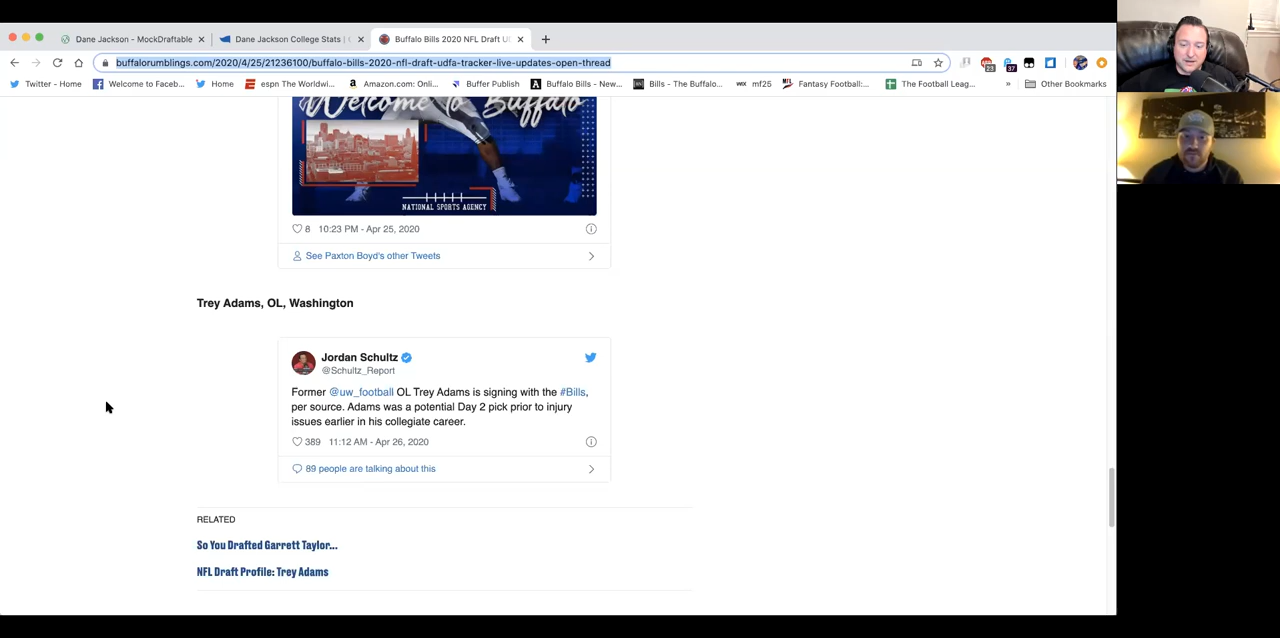 Dane Jackson - MockDraftable
Dane Jackson College Stats |
Buffalo Bills 2020 NFL Draft U
buffalorumblings.com/2020/4/25/21236100/buffalo-bills-2020-nfl-draft-udfa-tracker-live-updates-open-thread
23
37
Twitter - Home
Welcome to Faceb...
Home
espn The Worldwi...
Amazon.com: Onli...
Buffer Publish
Buffalo Bills - New...
Bills - The Buffalo...
mf25
Fantasy Football:...
The Football Leag...
»
Other Bookmarks
Welcome to Buffalo
NATIONAL SPORTS AGENCY
8 10:23 PM - Apr 25, 2020
See Paxton Boyd's other Tweets
Trey Adams, OL, Washington
Jordan Schultz
@Schultz_Report
Former @uw_football OL Trey Adams is signing with the #Bills,
per source. Adams was a potential Day 2 pick prior to injury
issues earlier in his collegiate career.
389 11:12 AM - Apr 26, 2020
89 people are talking about this
RELATED
So You Drafted Garrett Taylor...
NFL Draft Profile: Trey Adams